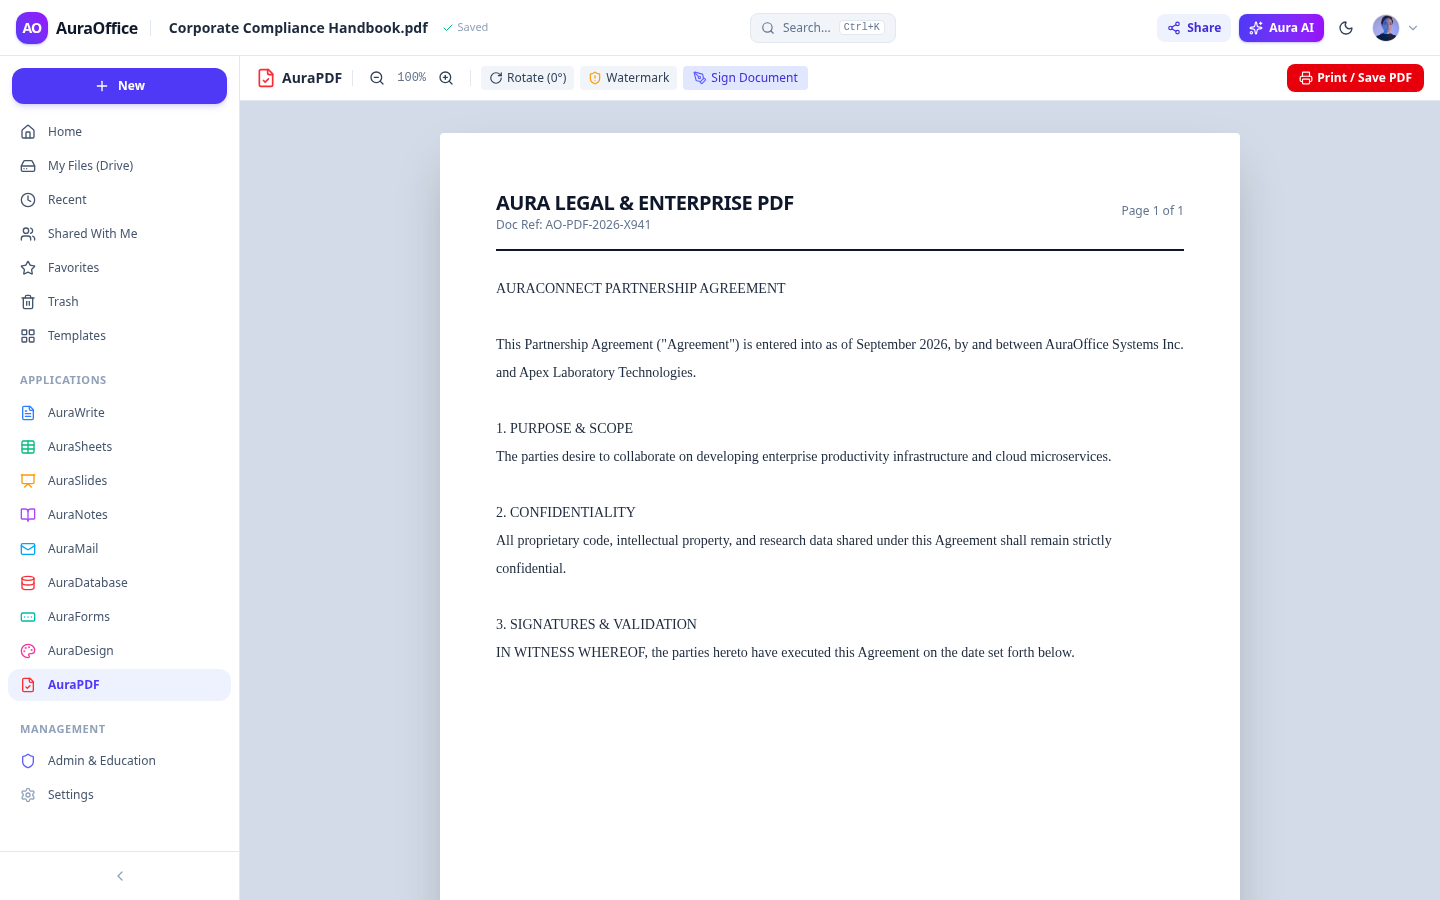 AO AuraOffice
Corporate Compliance Handbook.pdf
Saved
Search... Ctrl+K
Share
Aura AI
New
Home
My Files (Drive)
Recent
Shared With Me
Favorites
Trash
Templates
APPLICATIONS
AuraWrite
AuraSheets
AuraSlides
AuraNotes
AuraMail
AuraDatabase
AuraForms
AuraDesign
AuraPDF
MANAGEMENT
Admin & Education
Settings
AuraPDF
100%
Rotate (0°)
Watermark
Sign Document
Print / Save PDF
AURA LEGAL & ENTERPRISE PDF
Doc Ref: AO-PDF-2026-X941
Page 1 of 1
AURACONNECT PARTNERSHIP AGREEMENT
This Partnership Agreement ("Agreement") is entered into as of September 2026, by and between AuraOffice Systems Inc.
and Apex Laboratory Technologies.
1. PURPOSE & SCOPE
The parties desire to collaborate on developing enterprise productivity infrastructure and cloud microservices.
2. CONFIDENTIALITY
All proprietary code, intellectual property, and research data shared under this Agreement shall remain strictly
confidential.
3. SIGNATURES & VALIDATION
IN WITNESS WHEREOF, the parties hereto have executed this Agreement on the date set forth below.